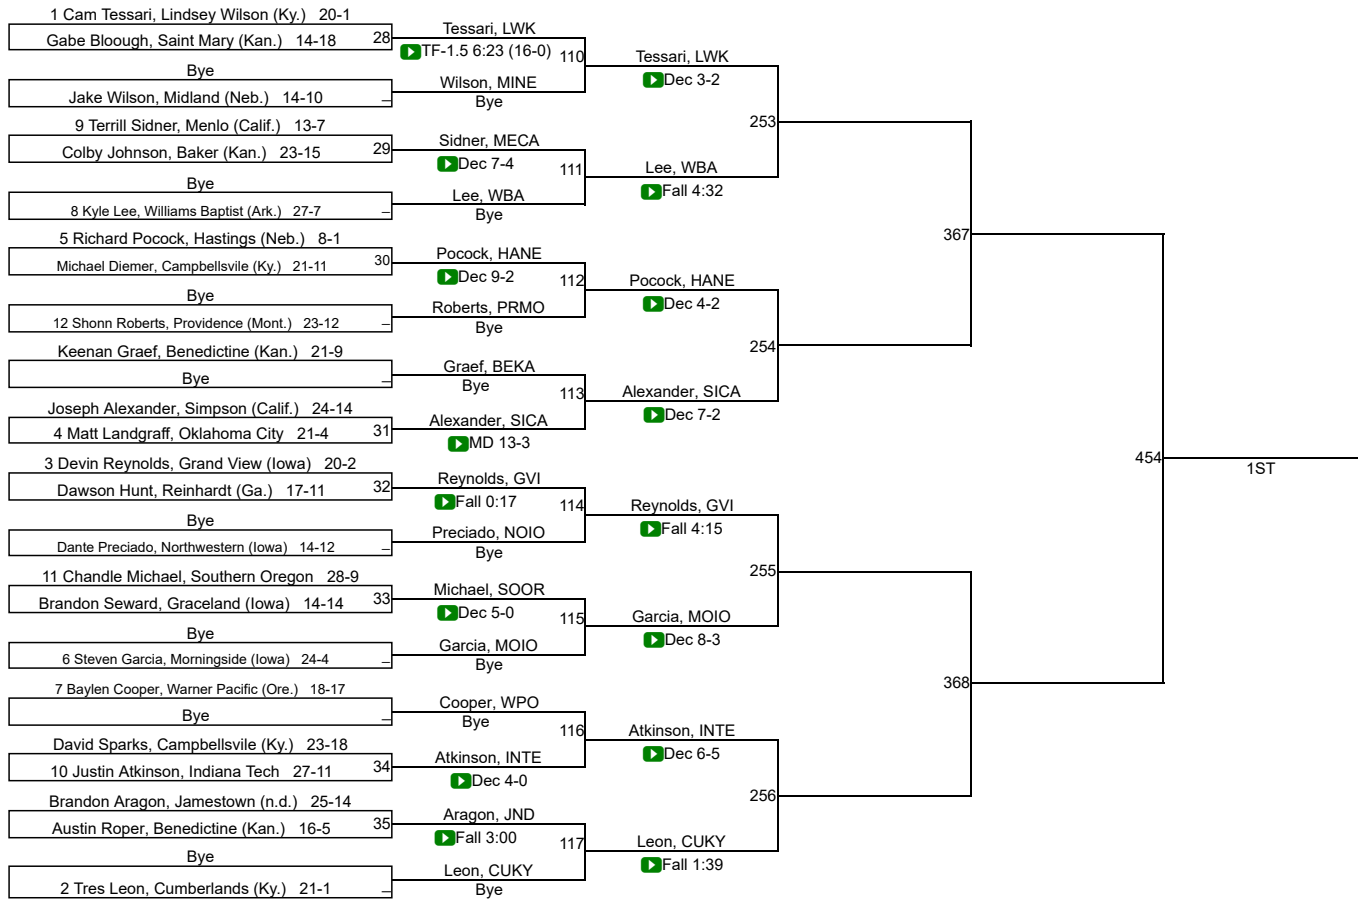 1 Cam Tessari, Lindsey Wilson (Ky.) 20-1
Gabe Bloough, Saint Mary (Kan.) 14-18 28
Bye
Jake Wilson, Midland (Neb.) 14-10 _
9 Terrill Sidner, Menlo (Calif.) 13-7
Colby Johnson, Baker (Kan.) 23-15 29
Bye
8 Kyle Lee, Williams Baptist (Ark.) 27-7 _
5 Richard Pocock, Hastings (Neb.) 8-1
Michael Diemer, Campbellsvile (Ky.) 21-11 30
Bye
12 Shonn Roberts, Providence (Mont.) 23-12 _
Keenan Graef, Benedictine (Kan.) 21-9
Bye _
Joseph Alexander, Simpson (Calif.) 24-14
4 Matt Landgraff, Oklahoma City 21-4 31
3 Devin Reynolds, Grand View (Iowa) 20-2
Dawson Hunt, Reinhardt (Ga.) 17-11 32
Bye
Dante Preciado, Northwestern (Iowa) 14-12 _
11 Chandle Michael, Southern Oregon 28-9
Brandon Seward, Graceland (Iowa) 14-14 33
Bye
6 Steven Garcia, Morningside (Iowa) 24-4 _
7 Baylen Cooper, Warner Pacific (Ore.) 18-17
Bye _
David Sparks, Campbellsvile (Ky.) 23-18
10 Justin Atkinson, Indiana Tech 27-11 34
Brandon Aragon, Jamestown (n.d.) 25-14
Austin Roper, Benedictine (Kan.) 16-5 35
Bye
2 Tres Leon, Cumberlands (Ky.) 21-1 _
Tessari, LWK
TF-1.5 6:23 (16-0) 110
Wilson, MINE
Bye
Sidner, MECA
Dec 7-4 111
Lee, WBA
Bye
Pocock, HANE
Dec 9-2 112
Roberts, PRMO
Bye
Graef, BEKA
Bye 113
Alexander, SICA
MD 13-3
Reynolds, GVI
Fall 0:17 114
Preciado, NOIO
Bye
Michael, SOOR
Dec 5-0 115
Garcia, MOIO
Bye
Cooper, WPO
Bye 116
Atkinson, INTE
Dec 4-0
Aragon, JND
Fall 3:00 117
Leon, CUKY
Bye
Tessari, LWK
Dec 3-2
253
Lee, WBA
Fall 4:32
Pocock, HANE
Dec 4-2
254
Alexander, SICA
Dec 7-2
Reynolds, GVI
Fall 4:15
255
Garcia, MOIO
Dec 8-3
Atkinson, INTE
Dec 6-5
256
Leon, CUKY
Fall 1:39
367
368
454
1ST